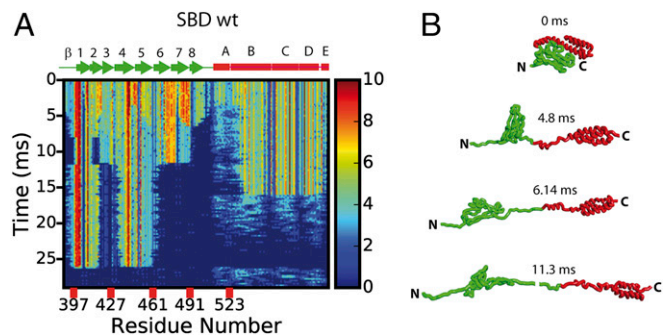 A
SBD wt
β 1 2 3 4 5 6 7 8 A B C D E
0
5
10
15
20
25
Time (ms)
397 427 461 491 523
Residue Number
10
8
6
4
2
0
B
0 ms
N C
4.8 ms
N C
6.14 ms
N C
11.3 ms
N C